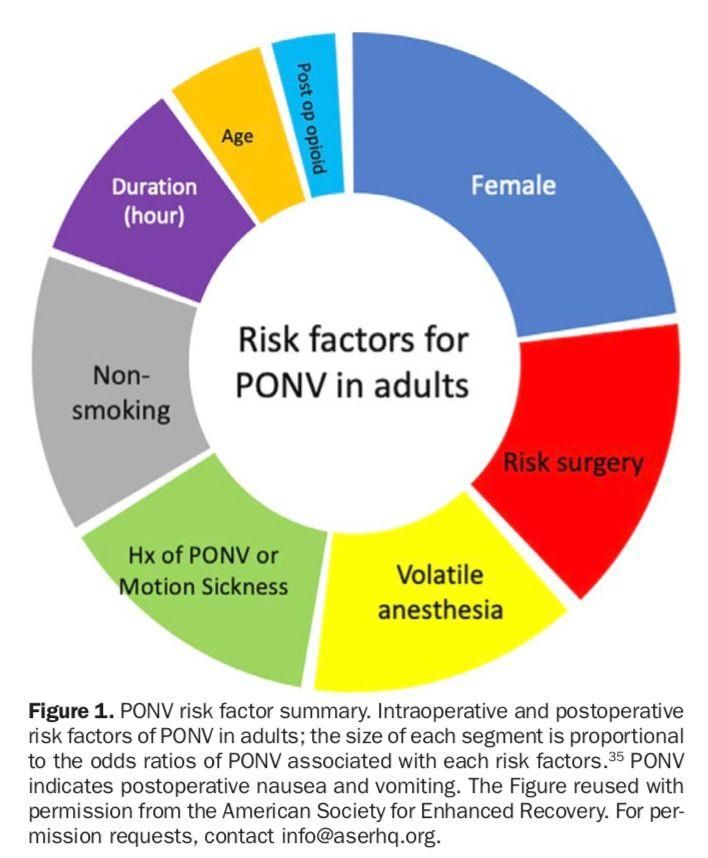 Post op opioid
Age
Female
Duration
(hour)
Risk factors for
PONV in adults
Non-
smoking
Risk surgery
Hx of PONV or
Motion Sickness
Volatile
anesthesia
Figure 1. PONV risk factor summary. Intraoperative and postoperative
risk factors of PONV in adults; the size of each segment is proportional
to the odds ratios of PONV associated with each risk factors.³⁵ PONV
indicates postoperative nausea and vomiting. The Figure reused with
permission from the American Society for Enhanced Recovery. For per-
mission requests, contact info@aserhq.org.